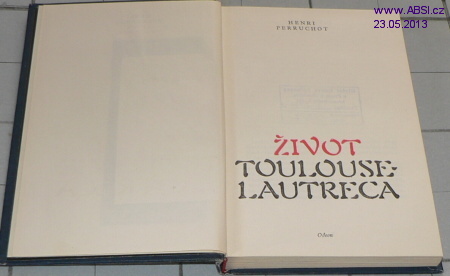 www.ABSI.cz
23.05.2013
HENRI
PERRUCHOT
ŽIVOT
TOULOUSE-
LAUTRECA
Odeon